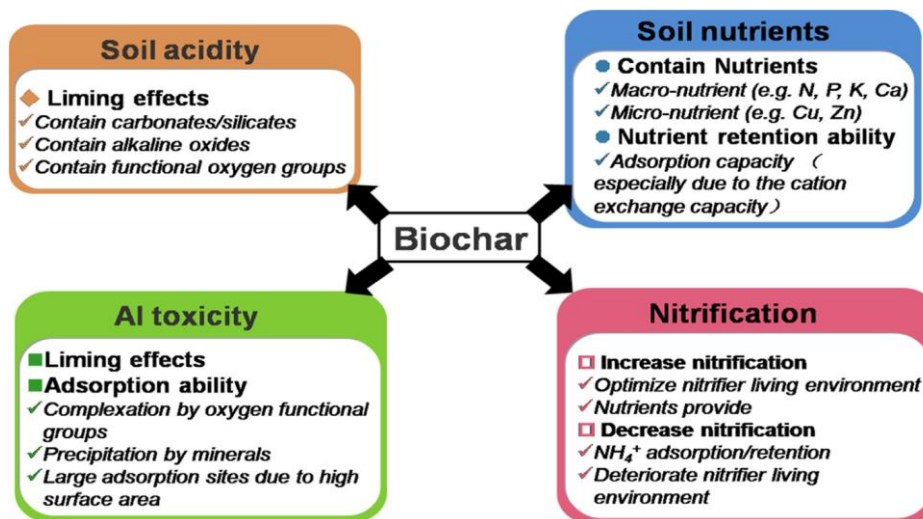 Soil acidity
Liming effects
✓Contain carbonates/silicates
✓Contain alkaline oxides
✓Contain functional oxygen groups
Soil nutrients
Contain Nutrients
✓Macro-nutrient (e.g. N, P, K, Ca)
✓Micro-nutrient (e.g. Cu, Zn)
Nutrient retention ability
✓Adsorption capacity （
especially due to the cation
exchange capacity）
Biochar
Al toxicity
Liming effects
Adsorption ability
✓Complexation by oxygen functional
groups
✓Precipitation by minerals
✓Large adsorption sites due to high
surface area
Nitrification
Increase nitrification
✓Optimize nitrifier living environment
✓Nutrients provide
Decrease nitrification
✓NH₄⁺ adsorption/retention
✓Deteriorate nitrifier living
environment